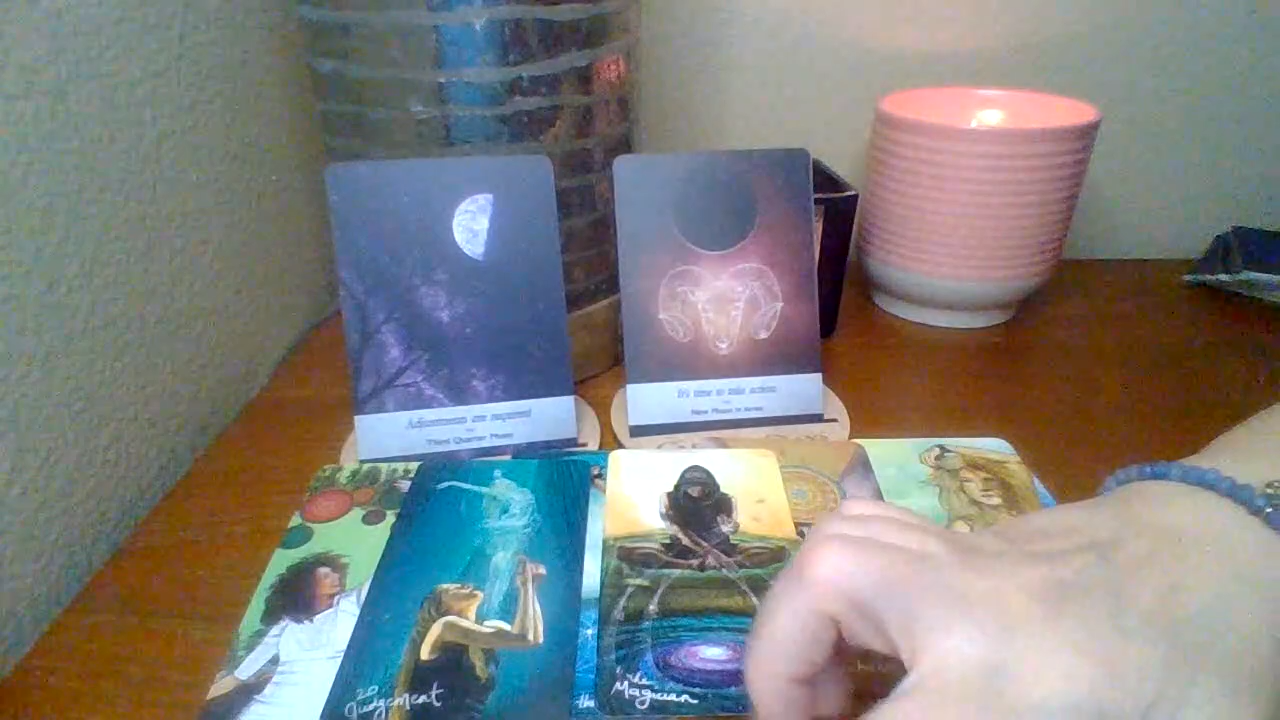 Adjustments are required
Third Quarter Moon
It's time to take action
New Moon in Aries
20
Judgement
the
Magician
the